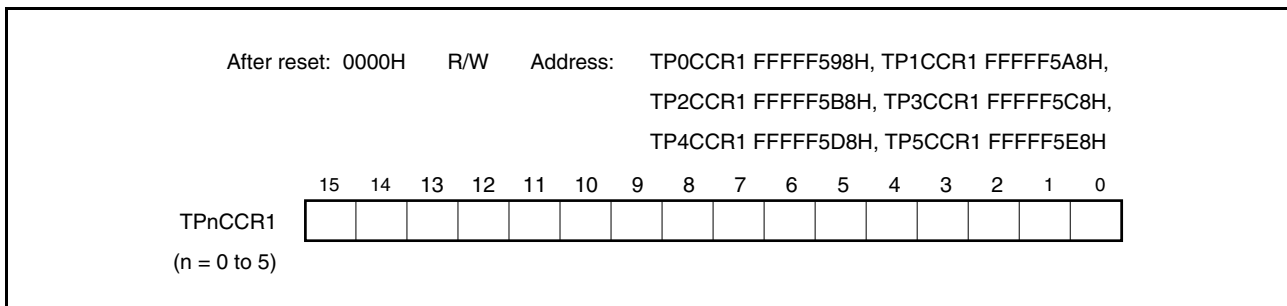 After reset: 0000H R/W Address: TP0CCR1 FFFFF598H, TP1CCR1 FFFFF5A8H,
TP2CCR1 FFFFF5B8H, TP3CCR1 FFFFF5C8H,
TP4CCR1 FFFFF5D8H, TP5CCR1 FFFFF5E8H
15 14 13 12 11 10 9 8 7 6 5 4 3 2 1 0
TPnCCR1
(n = 0 to 5)